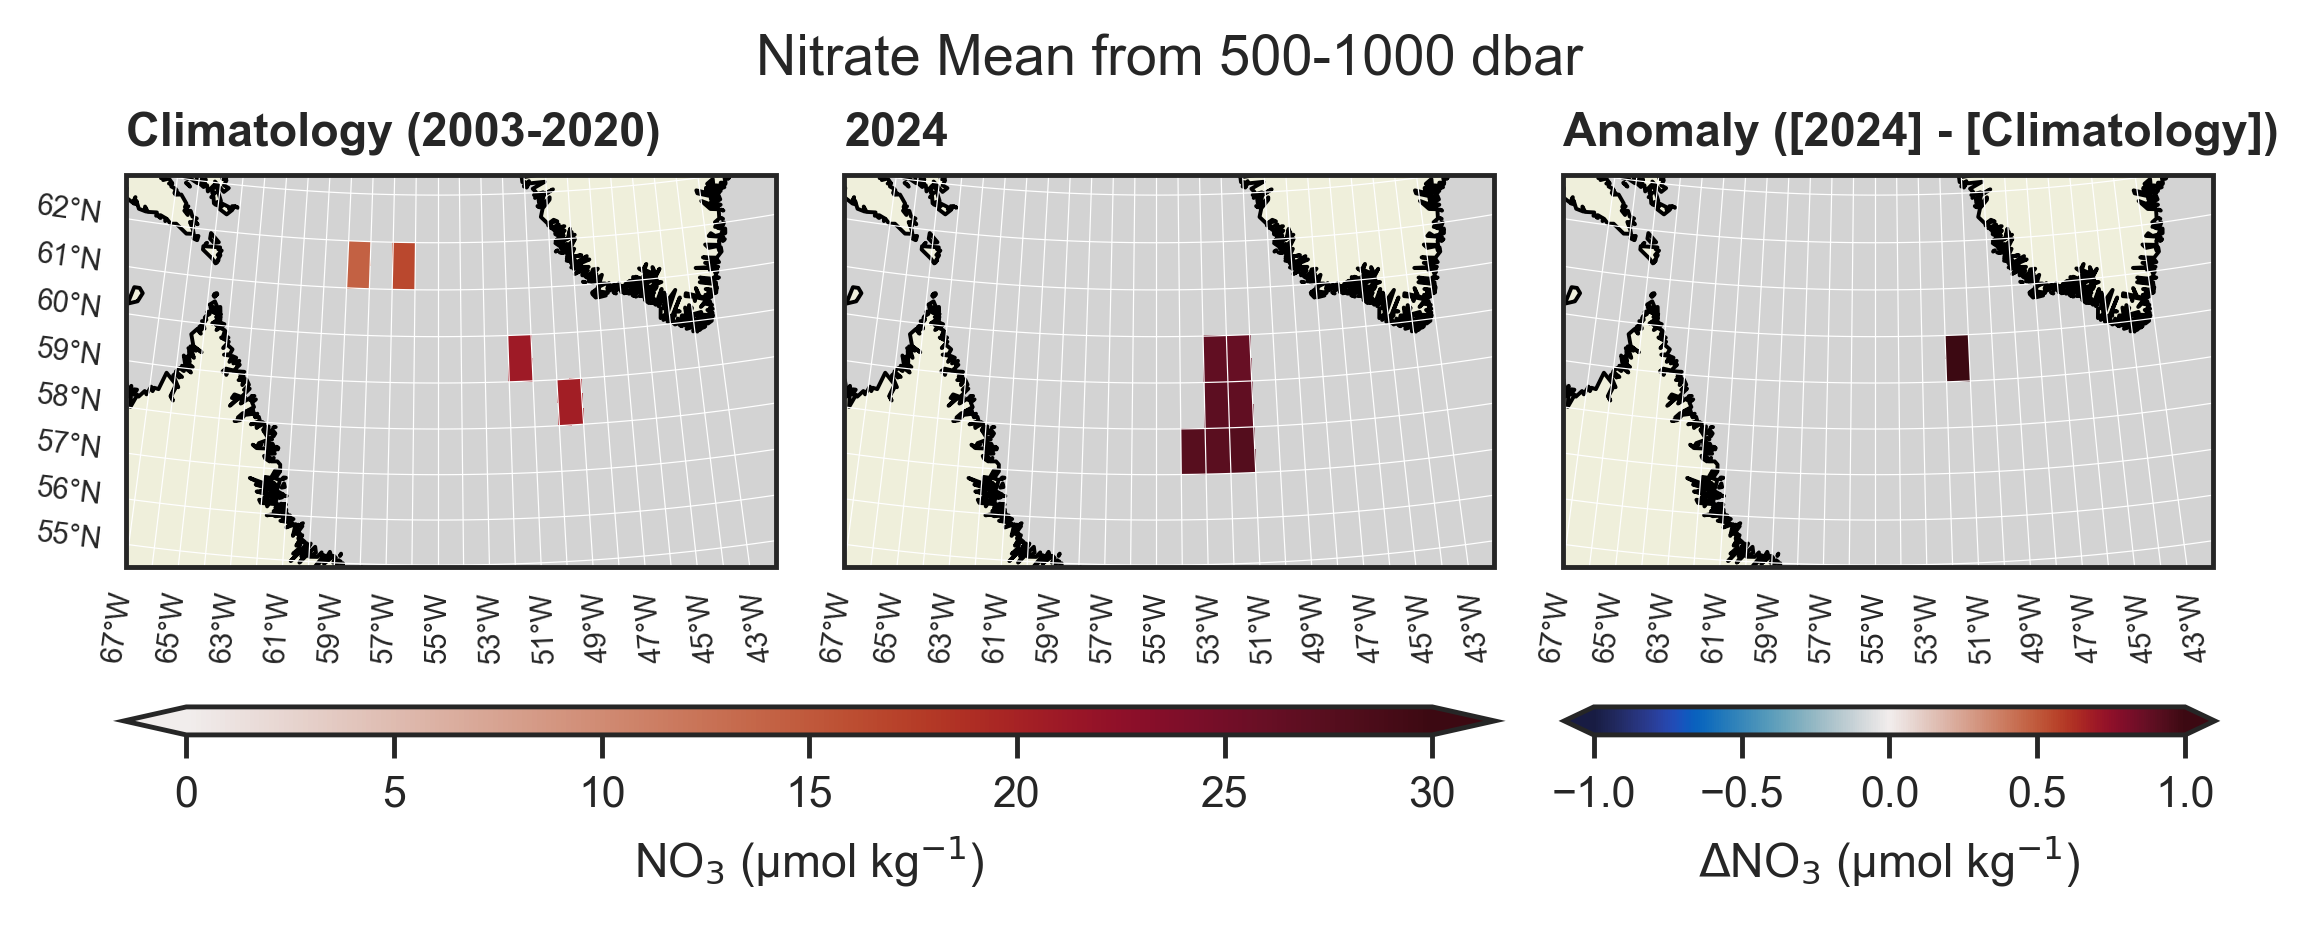 Nitrate Mean from 500-1000 dbar
Climatology (2003-2020)
2024
Anomaly ([2024] - [Climatology])
62°N
61°N
60°N
59°N
58°N
57°N
56°N
55°N
67°W 65°W 63°W 61°W 59°W 57°W 55°W 53°W 51°W 49°W 47°W 45°W 43°W
67°W 65°W 63°W 61°W 59°W 57°W 55°W 53°W 51°W 49°W 47°W 45°W 43°W
67°W 65°W 63°W 61°W 59°W 57°W 55°W 53°W 51°W 49°W 47°W 45°W 43°W
0 5 10 15 20 25 30
NO₃ (µmol kg⁻¹)
−1.0 −0.5 0.0 0.5 1.0
ΔNO₃ (µmol kg⁻¹)